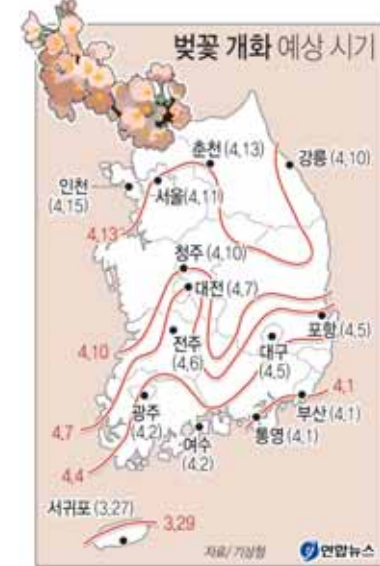 벚꽃 개화 예상 시기
춘천(4,13)
강릉(4,10)
인천
(4,15)
서울(4,11)
4,13
청주(4,10)
대전(4,7)
4,10
전주
(4,6)
대구
(4,5)
포항(4,5)
4,1
광주
(4,2)
부산(4,1)
4,7
여수
(4,2)
통영(4,1)
4,4
서귀포(3,27)
3,29
자료/기상청
연합뉴스